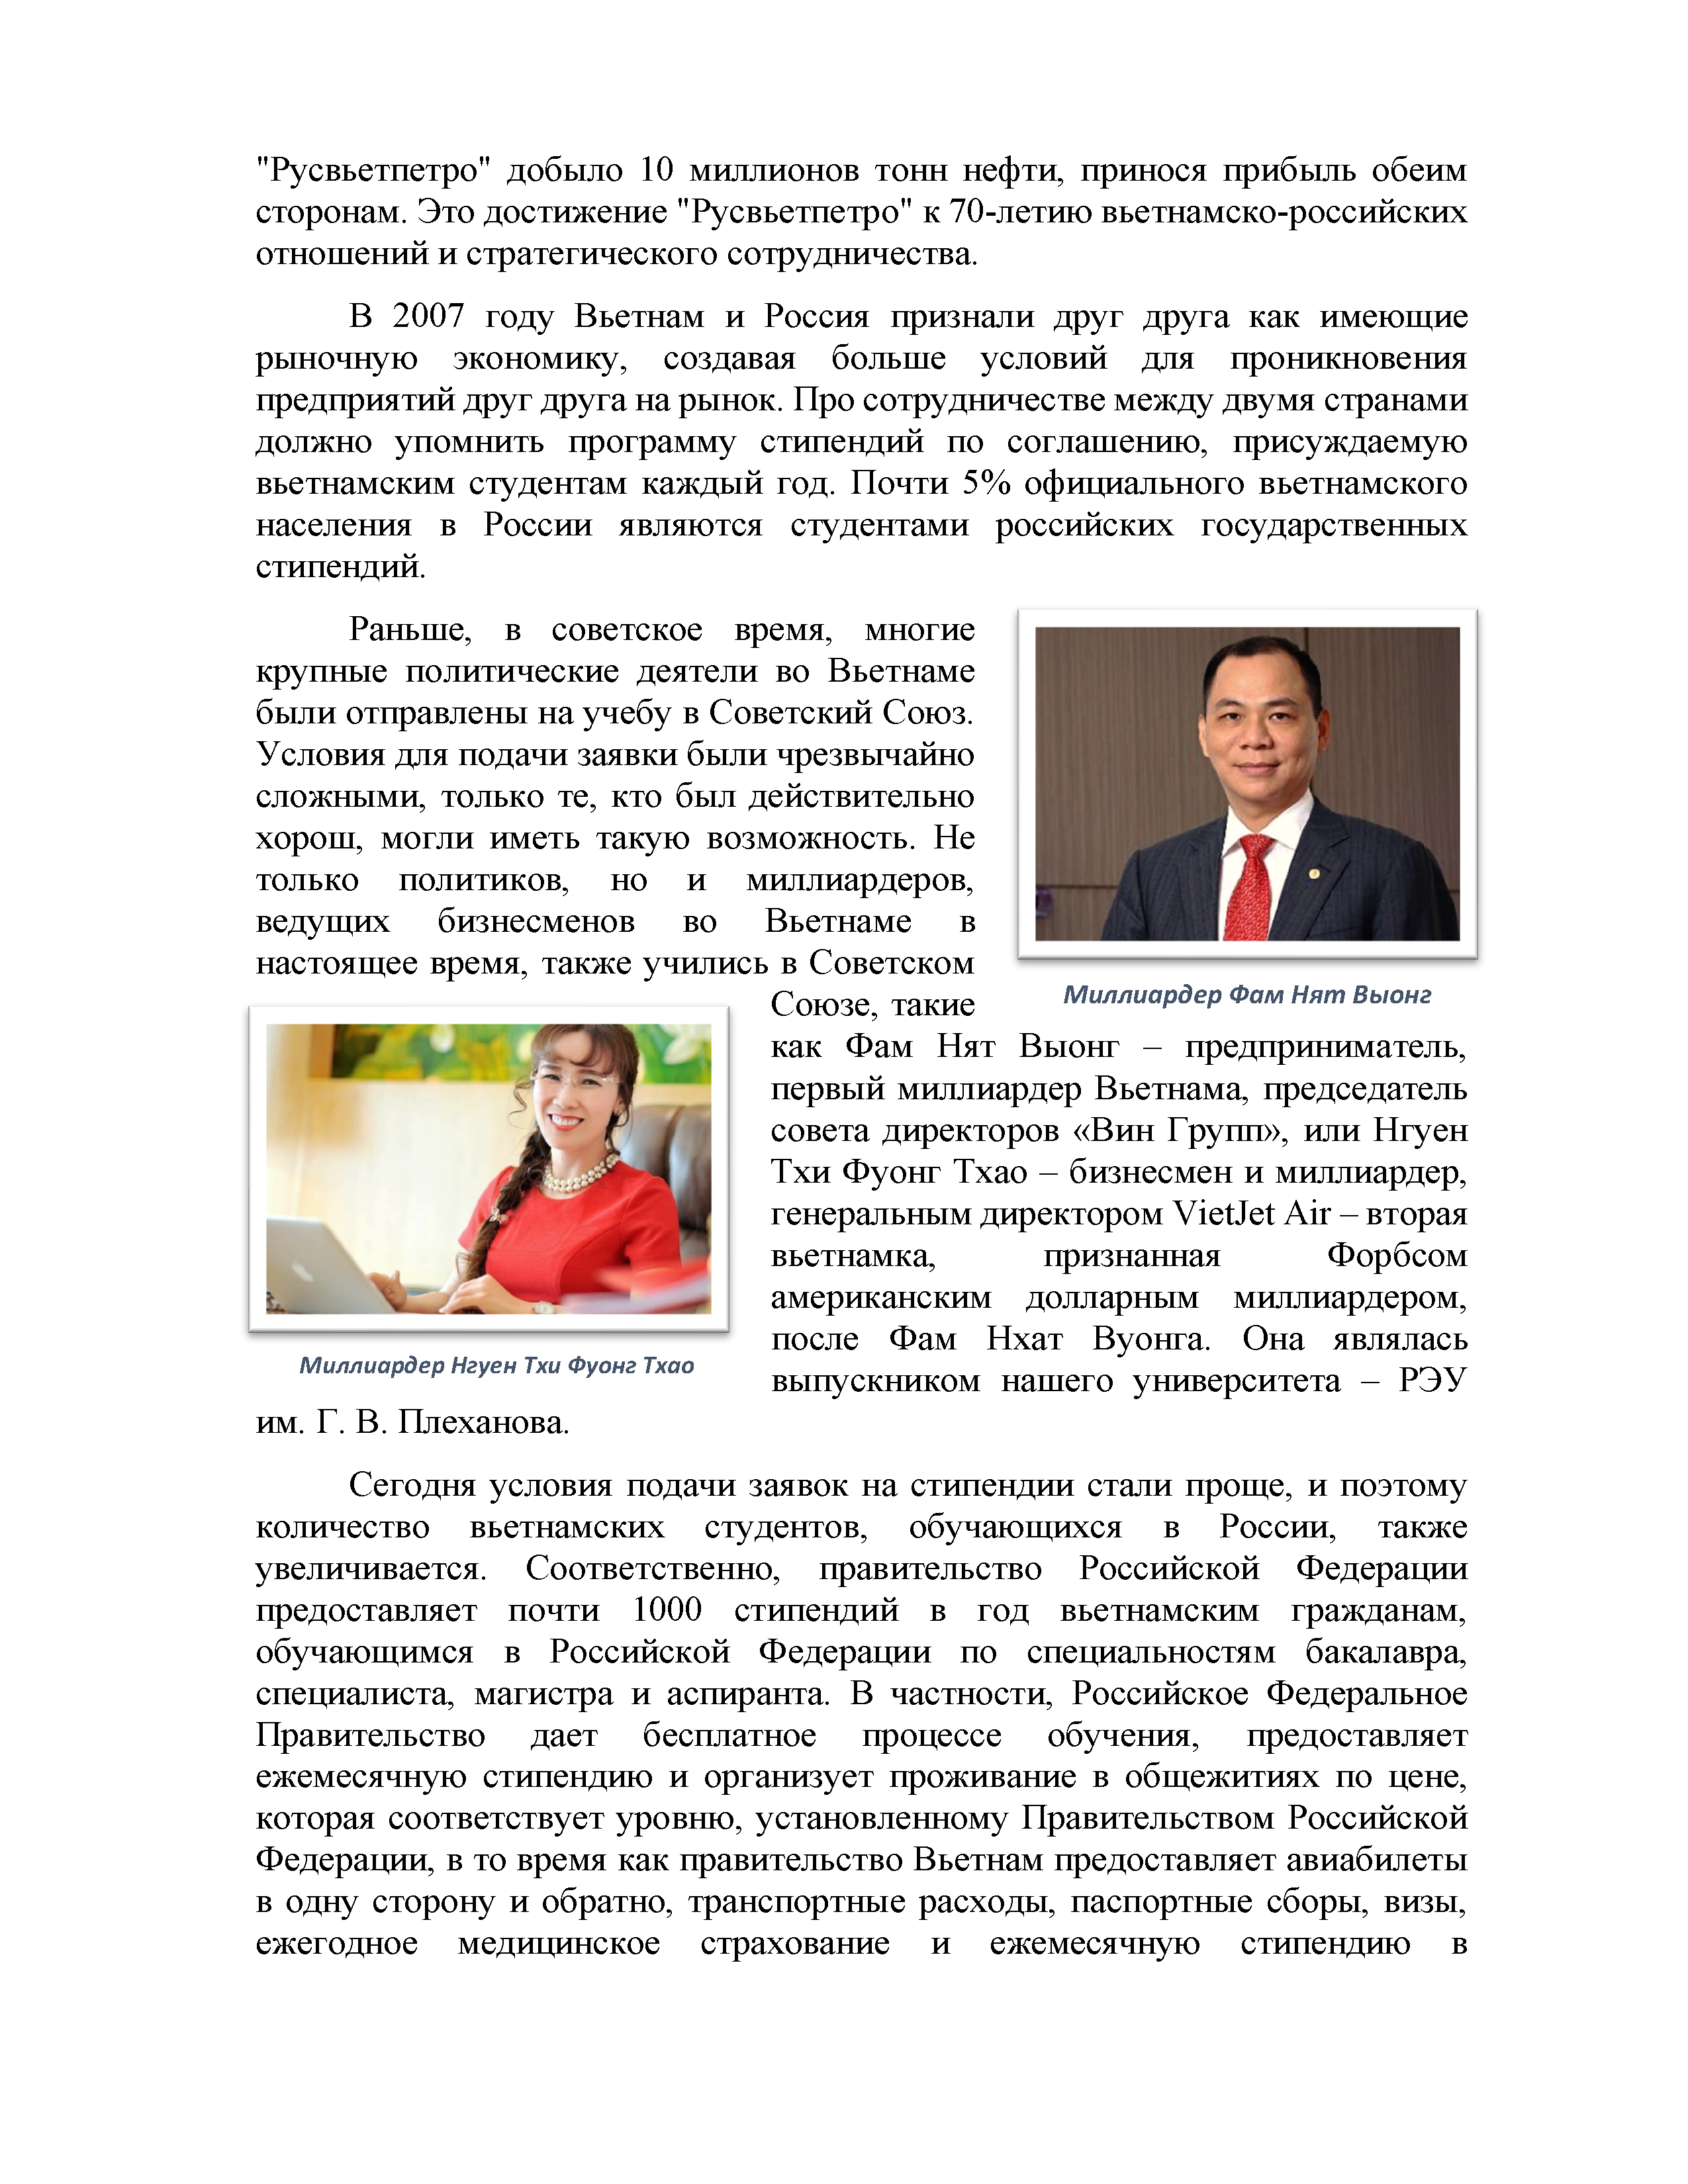 "Русвьетпетро" добыло 10 миллионов тонн нефти, принося прибыль обеим
сторонам. Это достижение "Русвьетпетро" к 70-летию вьетнамско-российских
отношений и стратегического сотрудничества.
В 2007 году Вьетнам и Россия признали друг друга как имеющие
рыночную экономику, создавая больше условий для проникновения
предприятий друг друга на рынок. Про сотрудничестве между двумя странами
должно упомнить программу стипендий по соглашению, присуждаемую
вьетнамским студентам каждый год. Почти 5% официального вьетнамского
населения в России являются студентами российских государственных
стипендий.
Раньше, в советское время, многие
крупные политические деятели во Вьетнаме
были отправлены на учебу в Советский Союз.
Условия для подачи заявки были чрезвычайно
сложными, только те, кто был действительно
хорош, могли иметь такую возможность. Не
только политиков, но и миллиардеров,
ведущих бизнесменов во Вьетнаме в
настоящее время, также учились в Советском
Союзе, такие
как Фам Нят Выонг – предприниматель,
первый миллиардер Вьетнама, председатель
совета директоров «Вин Групп», или Нгуен
Тхи Фуонг Тхао – бизнесмен и миллиардер,
генеральным директором VietJet Air – вторая
вьетнамка, признанная Форбсом
американским долларным миллиардером,
после Фам Нхат Вуонга. Она являлась
выпускником нашего университета – РЭУ
им. Г. В. Плеханова.
Миллиардер Фам Нят Выонг
Миллиардер Нгуен Тхи Фуонг Тхао
Сегодня условия подачи заявок на стипендии стали проще, и поэтому
количество вьетнамских студентов, обучающихся в России, также
увеличивается. Соответственно, правительство Российской Федерации
предоставляет почти 1000 стипендий в год вьетнамским гражданам,
обучающимся в Российской Федерации по специальностям бакалавра,
специалиста, магистра и аспиранта. В частности, Российское Федеральное
Правительство дает бесплатное процессе обучения, предоставляет
ежемесячную стипендию и организует проживание в общежитиях по цене,
которая соответствует уровню, установленному Правительством Российской
Федерации, в то время как правительство Вьетнам предоставляет авиабилеты
в одну сторону и обратно, транспортные расходы, паспортные сборы, визы,
ежегодное медицинское страхование и ежемесячную стипендию в